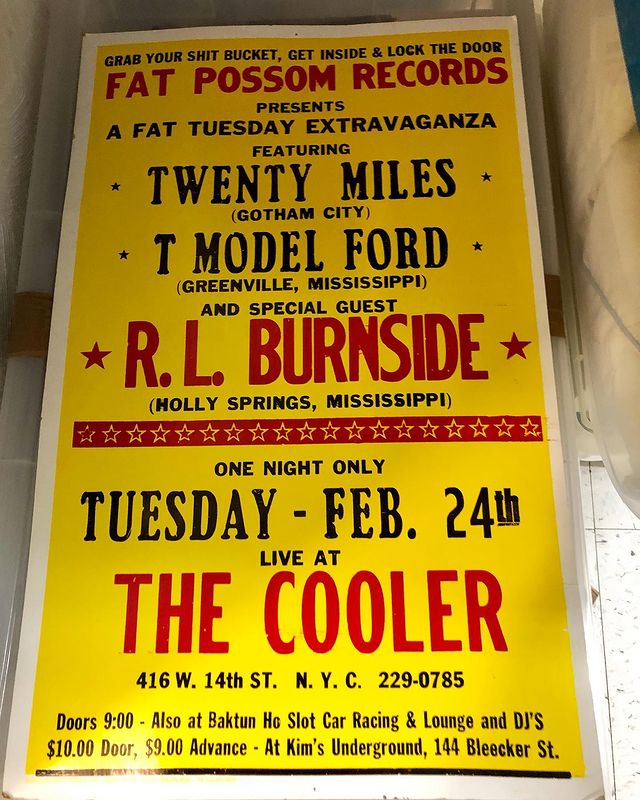 GRAB YOUR SHIT BUCKET, GET INSIDE & LOCK THE DOOR
FAT POSSOM RECORDS
PRESENTS
A FAT TUESDAY EXTRAVAGANZA
FEATURING
TWENTY MILES
(GOTHAM CITY)
T MODEL FORD
(GREENVILLE, MISSISSIPPI)
AND SPECIAL GUEST
R. L. BURNSIDE
(HOLLY SPRINGS, MISSISSIPPI)
ONE NIGHT ONLY
TUESDAY - FEB. 24th
LIVE AT
THE COOLER
416 W. 14th ST. N. Y. C. 229-0785
Doors 9:00 - Also at Baktun Ho Slot Car Racing & Lounge and DJ'S
$10.00 Door, $9.00 Advance - At Kim's Underground, 144 Bleecker St.